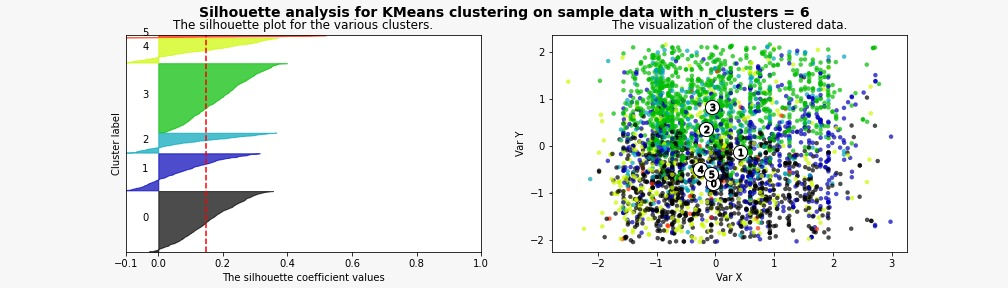 Silhouette analysis for KMeans clustering on sample data with n_clusters = 6
The silhouette plot for the various clusters.
Cluster label
5
4
3
2
1
0
−0.1 0.0 0.2 0.4 0.6 0.8 1.0
The silhouette coefficient values
The visualization of the clustered data.
Var Y
2
1
0
−1
−2
3
2
1
4
5
0
−2 −1 0 1 2 3
Var X